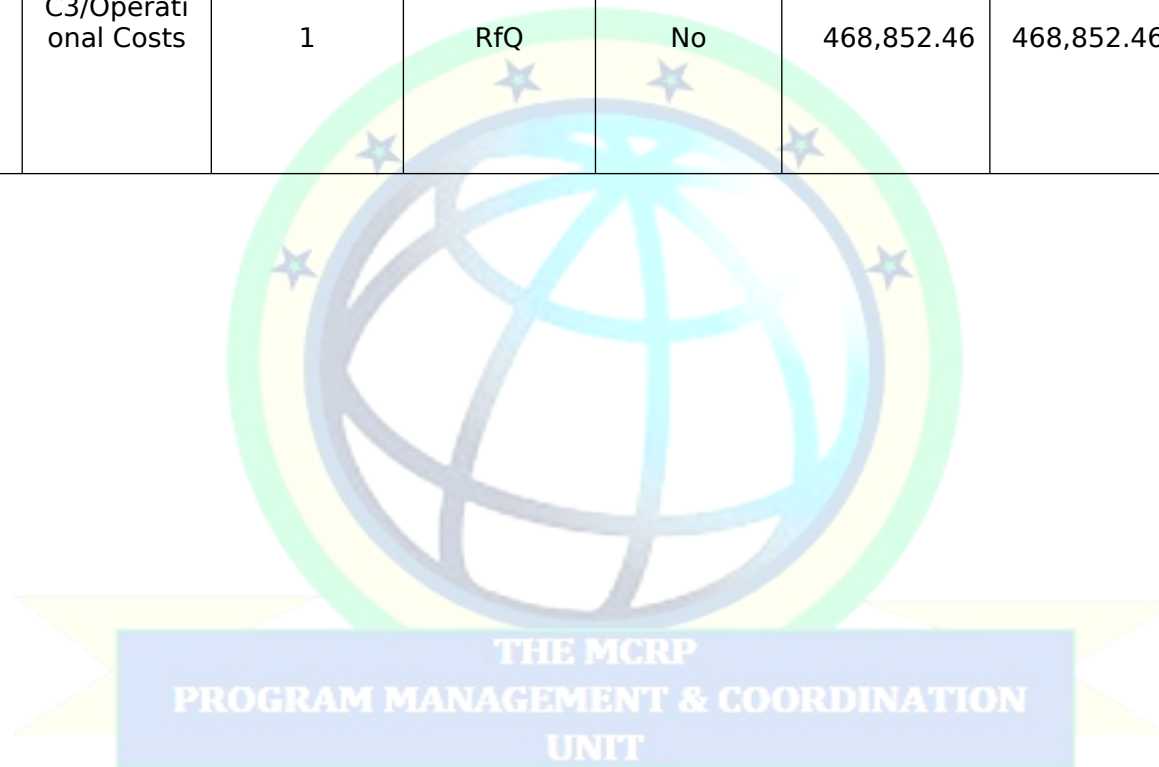 C3/Operati
onal Costs 1 RfQ No 468,852.46 468,852.46
THE MCRP
PROGRAM MANAGEMENT & COORDINATION
UNIT